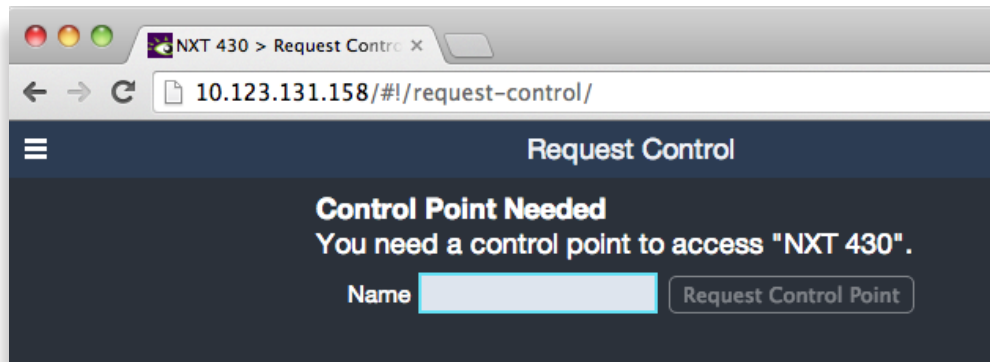 NXT 430 > Request Contro
10.123.131.158/#!/request-control/
Request Control
Control Point Needed
You need a control point to access "NXT 430".
Name Request Control Point